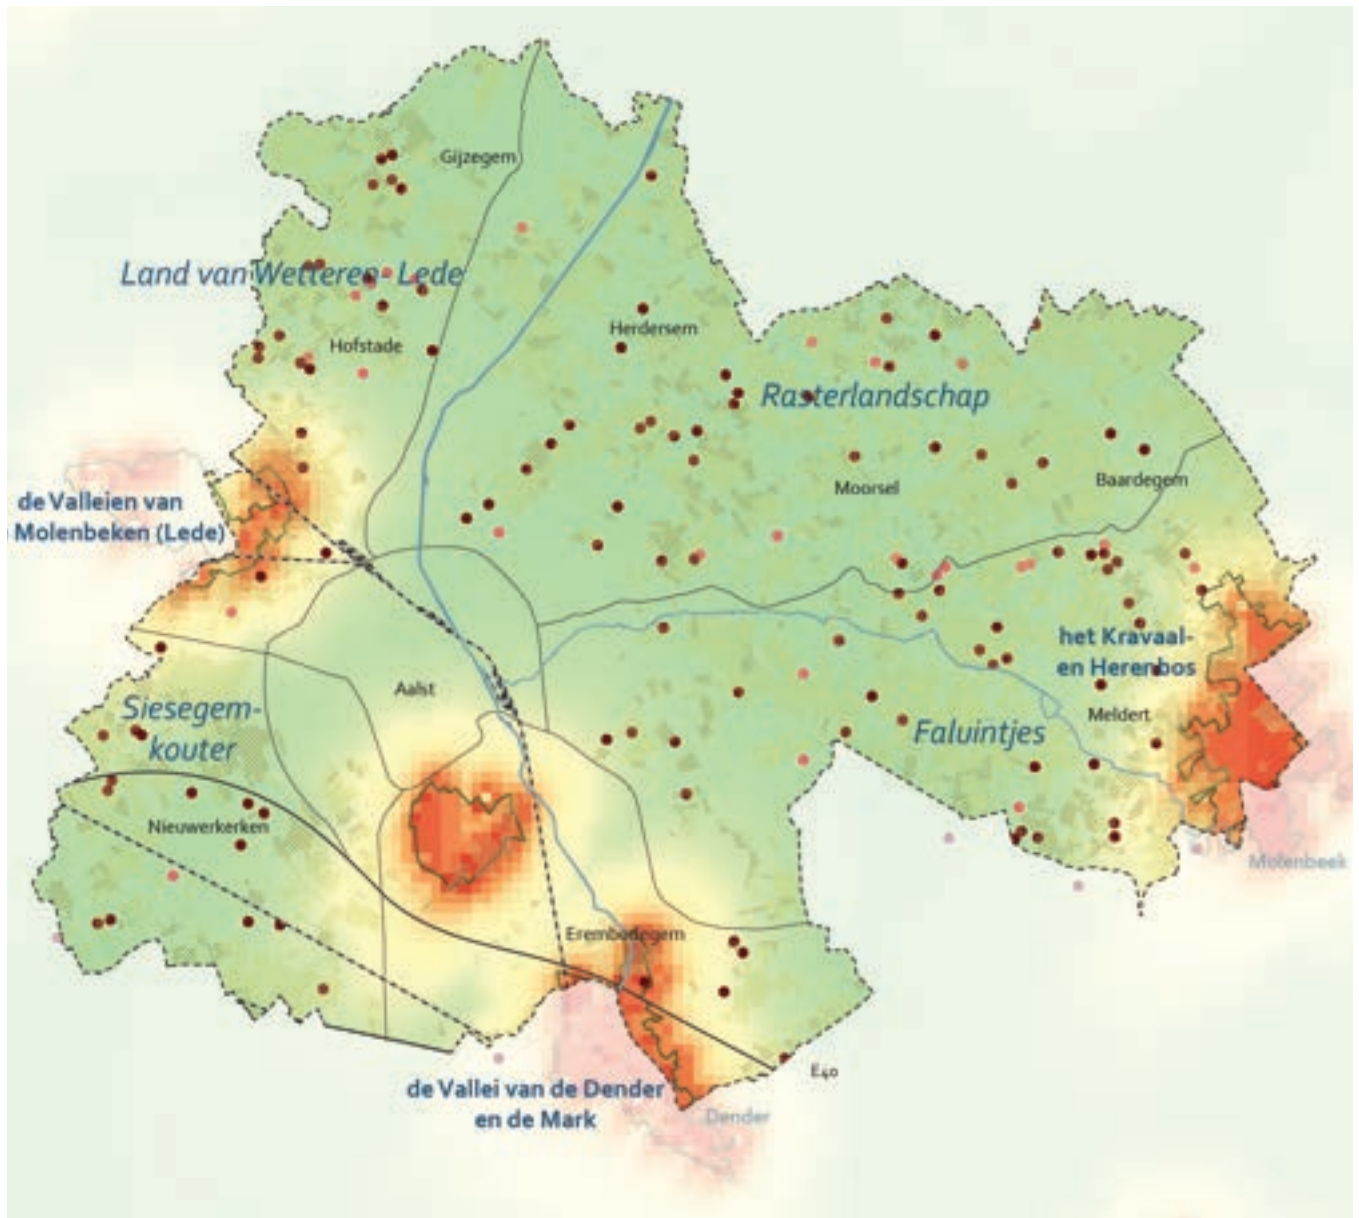 Gijzegem
Land van Wetteren- Lede
Herdersem
Hofstade
Rasterlandschap
Baardegem
Moorsel
de Valleien van
Molenbeken (Lede)
het Kravaal-
en Herenbos
Aalst
Siesegem-
kouter
Meldert
Faluintjes
Nieuwerkerken
Molenbeek
Erembodegem
E40
de Vallei van de Dender
en de Mark
Dender